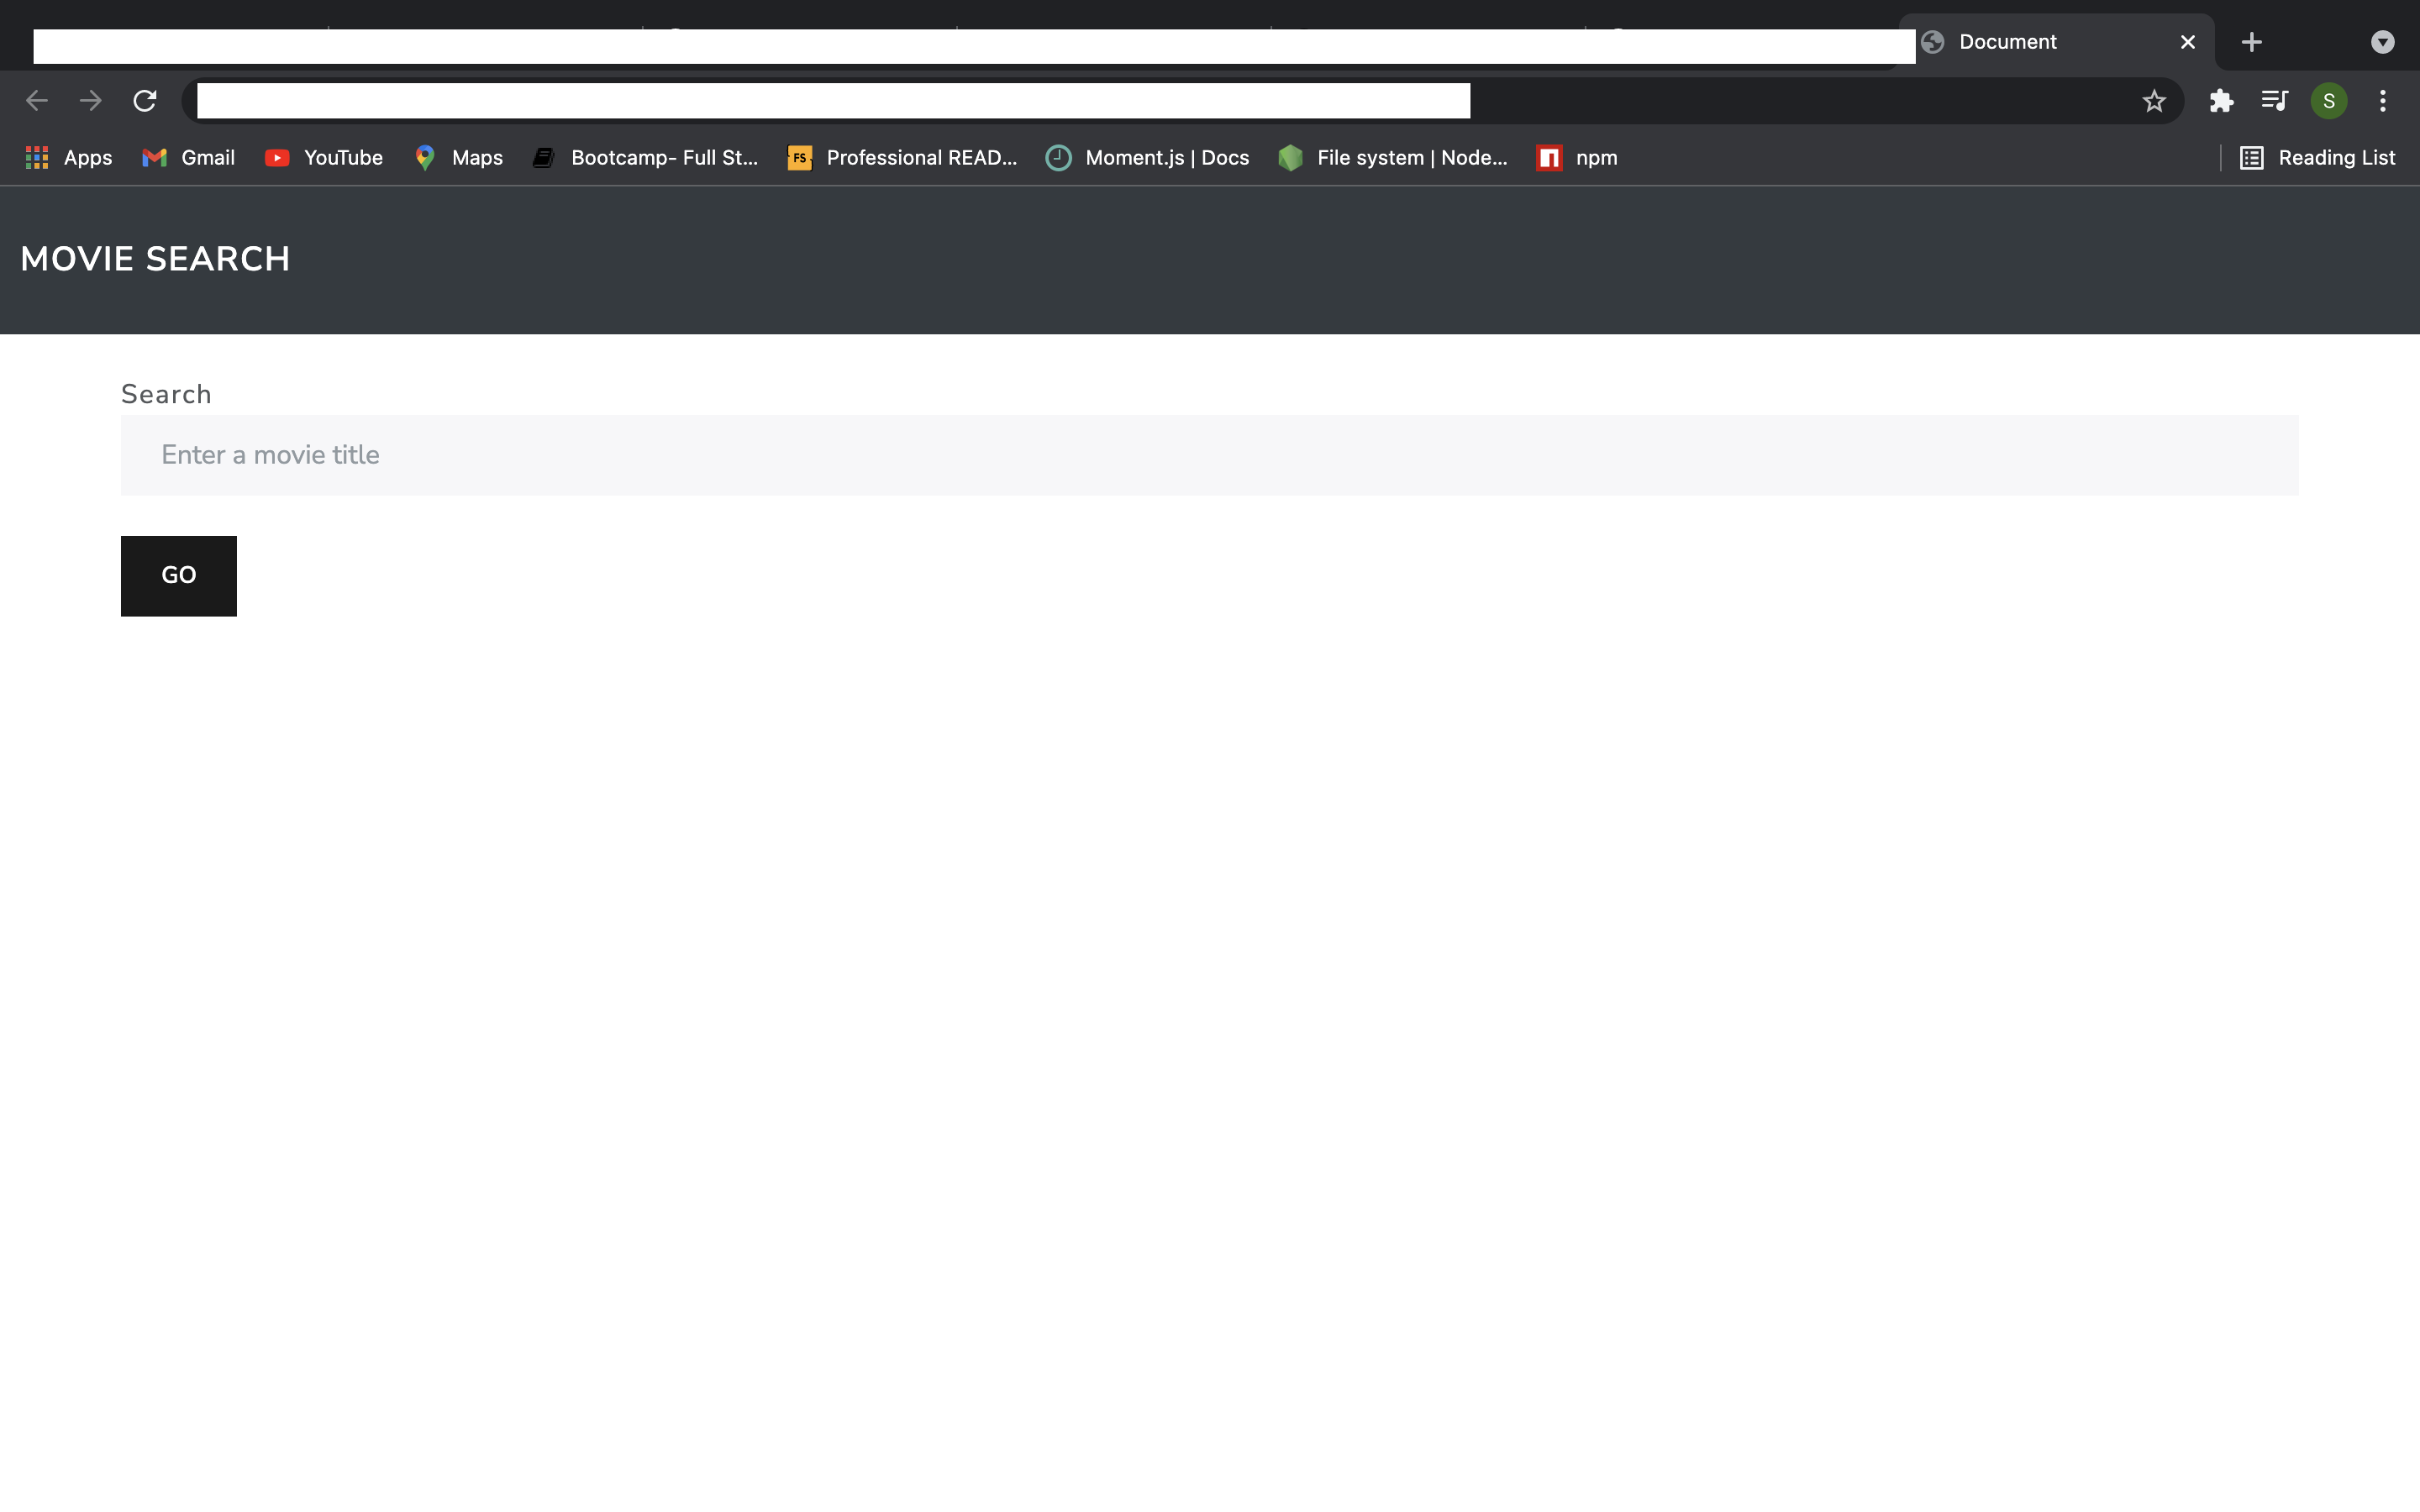 Document
S
Apps Gmail YouTube Maps Bootcamp- Full St... FS Professional READ... Moment.js | Docs File system | Node... npm Reading List
MOVIE SEARCH
Search
Enter a movie title
GO